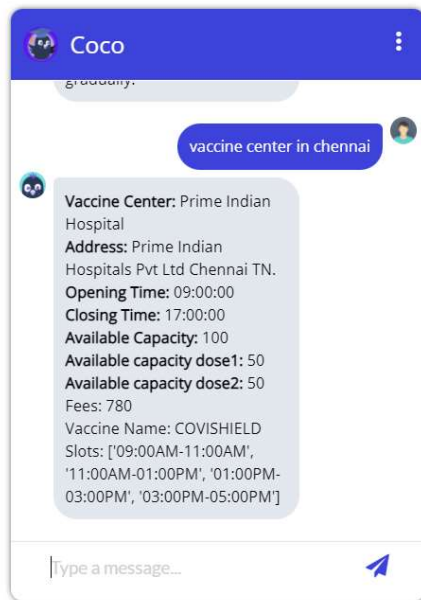 Coco
gradually.
vaccine center in chennai
Vaccine Center: Prime Indian
Hospital
Address: Prime Indian
Hospitals Pvt Ltd Chennai TN.
Opening Time: 09:00:00
Closing Time: 17:00:00
Available Capacity: 100
Available capacity dose1: 50
Available capacity dose2: 50
Fees: 780
Vaccine Name: COVISHIELD
Slots: ['09:00AM-11:00AM',
'11:00AM-01:00PM', '01:00PM-
03:00PM', '03:00PM-05:00PM']
Type a message...